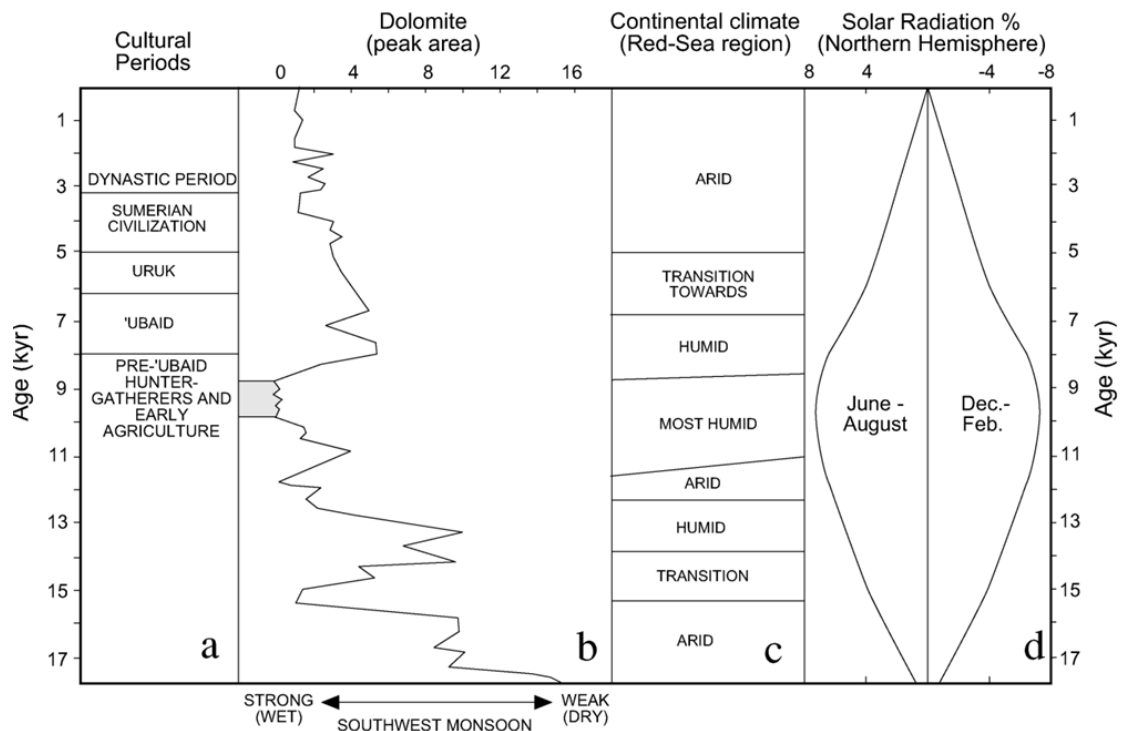 Cultural
Periods
Dolomite
(peak area)
Continental climate
(Red-Sea region)
Solar Radiation %
(Northern Hemisphere)
0 4 8 12 16
8 4 -4 -8
Age (kyr)
1
3
5
7
9
11
13
15
17
DYNASTIC PERIOD
SUMERIAN
CIVILIZATION
URUK
'UBAID
PRE-'UBAID
HUNTER-
GATHERERS AND
EARLY
AGRICULTURE
a
b
ARID
TRANSITION
TOWARDS
HUMID
MOST HUMID
ARID
HUMID
TRANSITION
ARID
c
June -
August
Dec.-
Feb.
d
1
3
5
7
9
11
13
15
17
Age (kyr)
STRONG
(WET)
WEAK
(DRY)
SOUTHWEST MONSOON